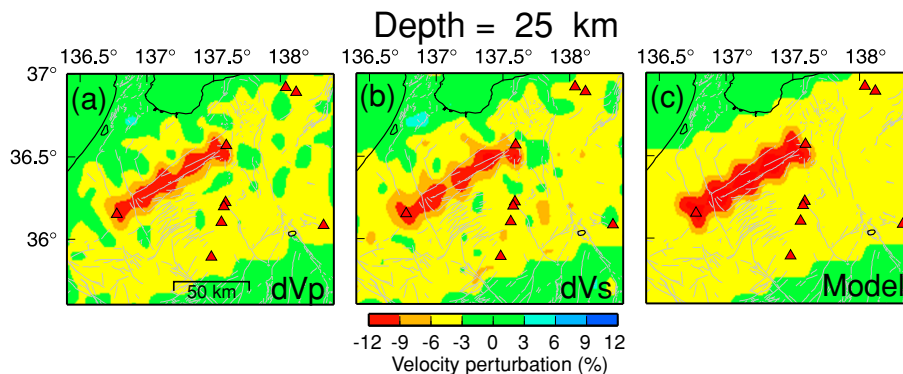 Depth = 25 km
136.5° 137° 137.5° 138°
136.5° 137° 137.5° 138°
136.5° 137° 137.5° 138°
37°
36.5°
36°
(a)
(b)
(c)
50 km
dVp
dVs
Model
-12 -9 -6 -3 0 3 6 9 12
Velocity perturbation (%)